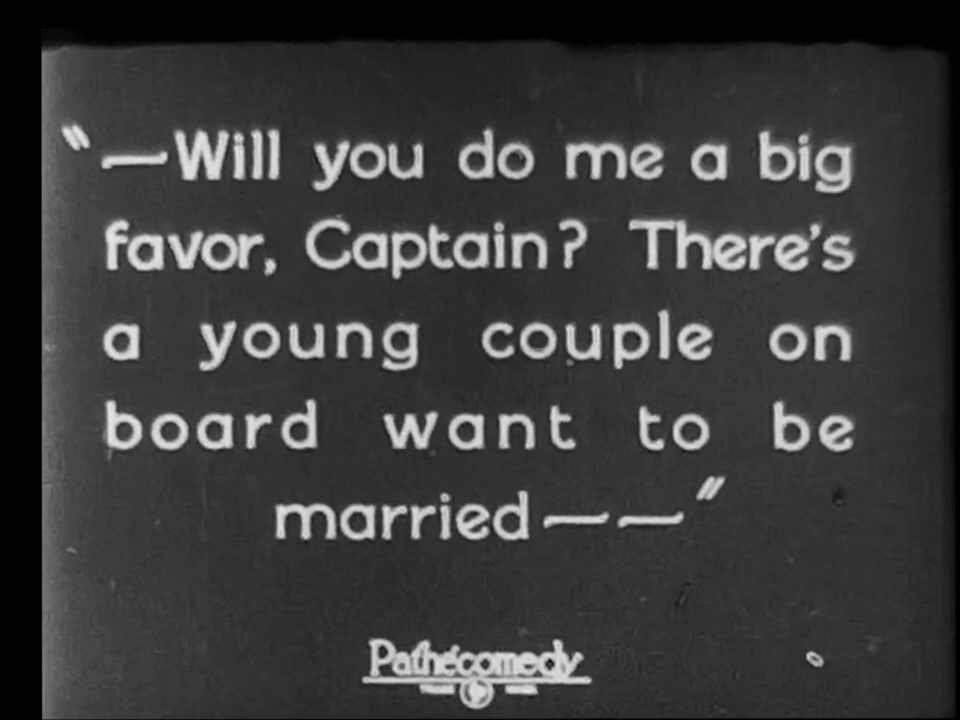 "—Will you do me a big
favor, Captain? There's
a young couple on
board want to be
married — —"
Pathécomedy